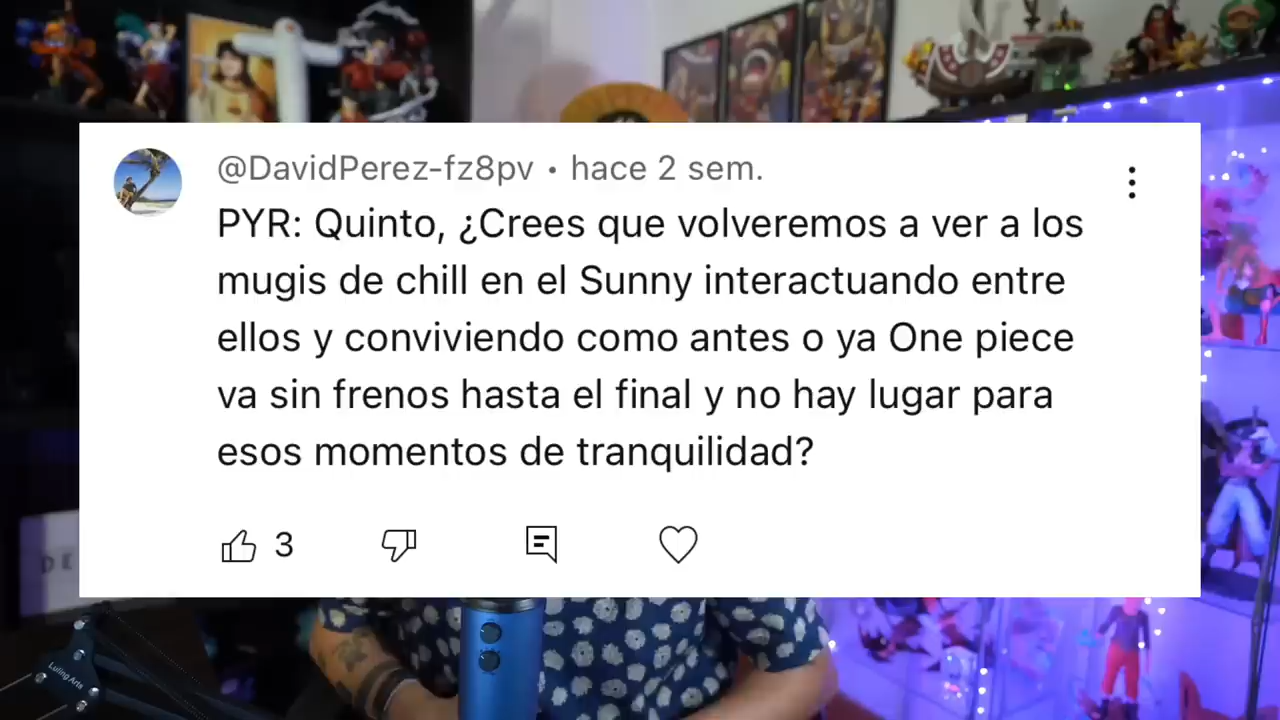 @DavidPerez-fz8pv • hace 2 sem.
PYR: Quinto, ¿Crees que volveremos a ver a los
mugis de chill en el Sunny interactuando entre
ellos y conviviendo como antes o ya One piece
va sin frenos hasta el final y no hay lugar para
esos momentos de tranquilidad?
3
DE
LulingArts